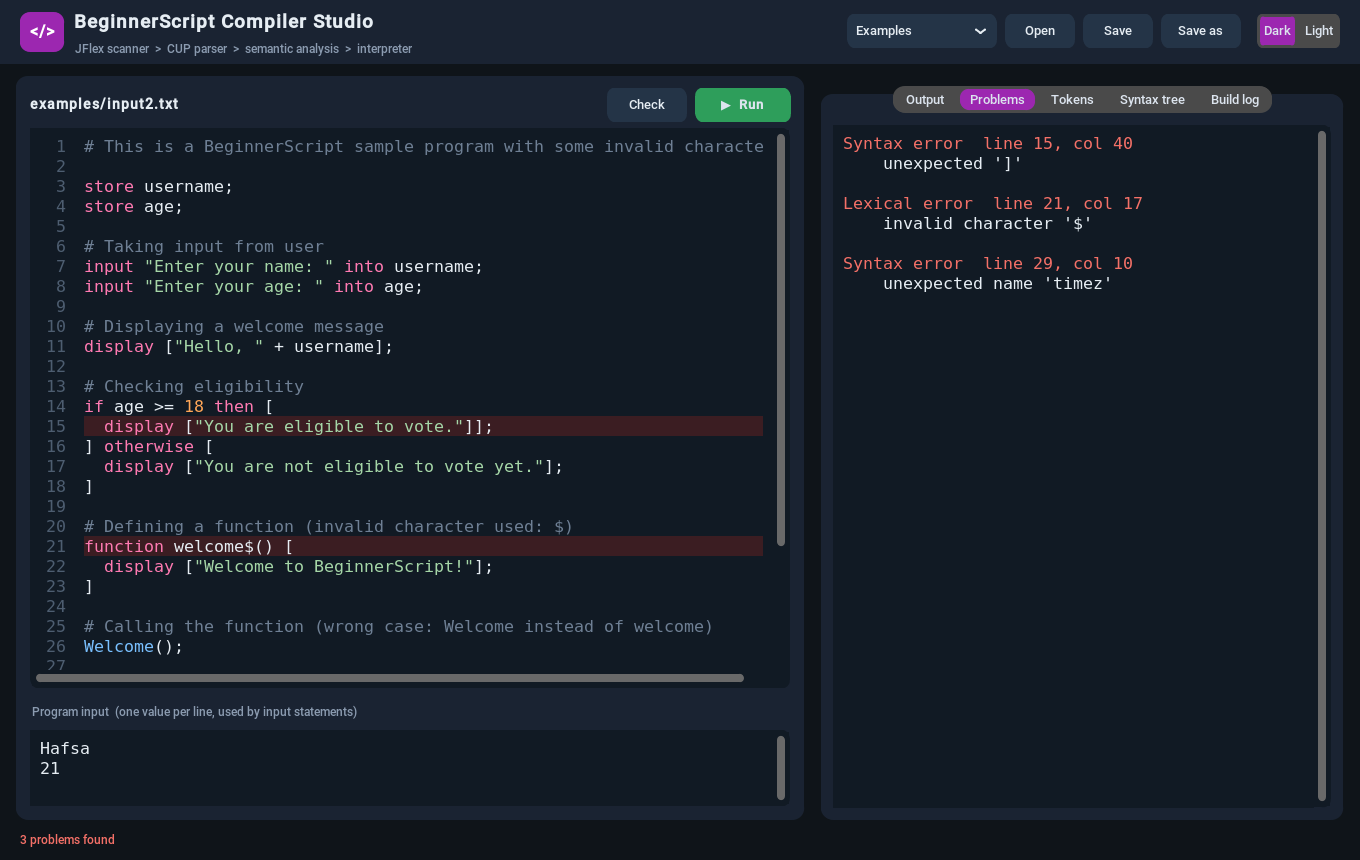 </>
BeginnerScript Compiler Studio
JFlex scanner > CUP parser > semantic analysis > interpreter
Examples
Open
Save
Save as
Dark
Light
examples/input2.txt
Check
▶ Run
1 # This is a BeginnerScript sample program with some invalid characte
2
3 store username;
4 store age;
5
6 # Taking input from user
7 input "Enter your name: " into username;
8 input "Enter your age: " into age;
9
10 # Displaying a welcome message
11 display ["Hello, " + username];
12
13 # Checking eligibility
14 if age >= 18 then [
15   display ["You are eligible to vote."]];
16 ] otherwise [
17   display ["You are not eligible to vote yet."];
18 ]
19
20 # Defining a function (invalid character used: $)
21 function welcome$() [
22   display ["Welcome to BeginnerScript!"];
23 ]
24
25 # Calling the function (wrong case: Welcome instead of welcome)
26 Welcome();
27
Program input (one value per line, used by input statements)
Hafsa
21
3 problems found
Output
Problems
Tokens
Syntax tree
Build log
Syntax error  line 15, col 40
    unexpected ']'
Lexical error  line 21, col 17
    invalid character '$'
Syntax error  line 29, col 10
    unexpected name 'timez'